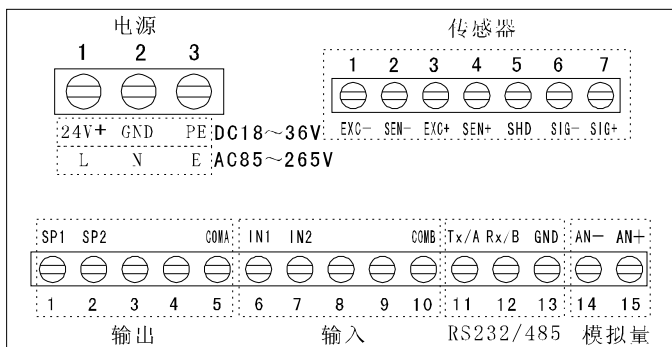 电源
1 2 3
24V+ GND PE DC18～36V
L N E AC85～265V
传感器
1 2 3 4 5 6 7
EXC- SEN- EXC+ SEN+ SHD SIG- SIG+
SP1 SP2 COMA IN1 IN2 COMB Tx/A Rx/B GND AN- AN+
1 2 3 4 5 6 7 8 9 10 11 12 13 14 15
输出 输入 RS232/485 模拟量